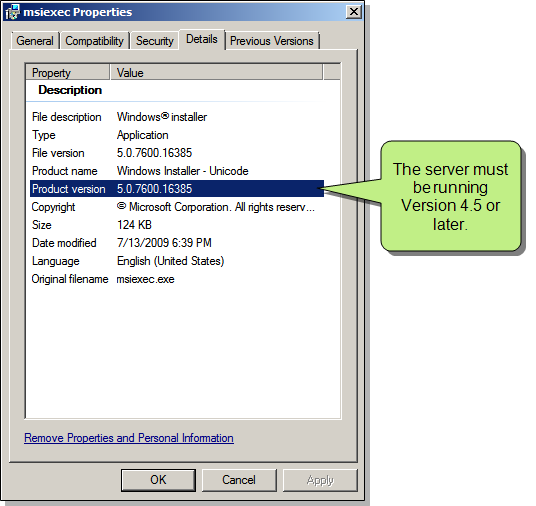 msiexec Properties
General Compatibility Security Details Previous Versions
Property Value
Description
File description Windows® installer
Type Application
File version 5.0.7600.16385
Product name Windows Installer - Unicode
Product version 5.0.7600.16385
Copyright © Microsoft Corporation. All rights reserv...
Size 124 KB
Date modified 7/13/2009 6:39 PM
Language English (United States)
Original filename msiexec.exe
The server must
be running
Version 4.5 or
later.
Remove Properties and Personal Information
OK Cancel Apply